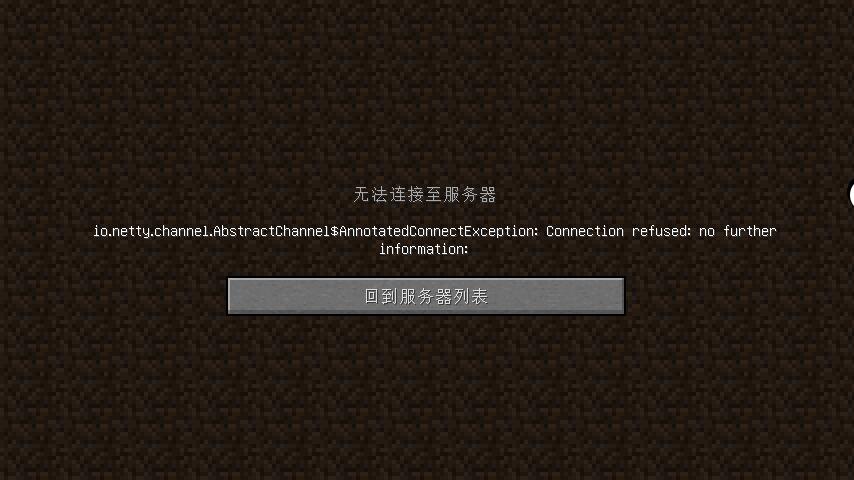 无法连接至服务器
io.netty.channel.AbstractChannel$AnnotatedConnectException: Connection refused: no further
information:
回到服务器列表